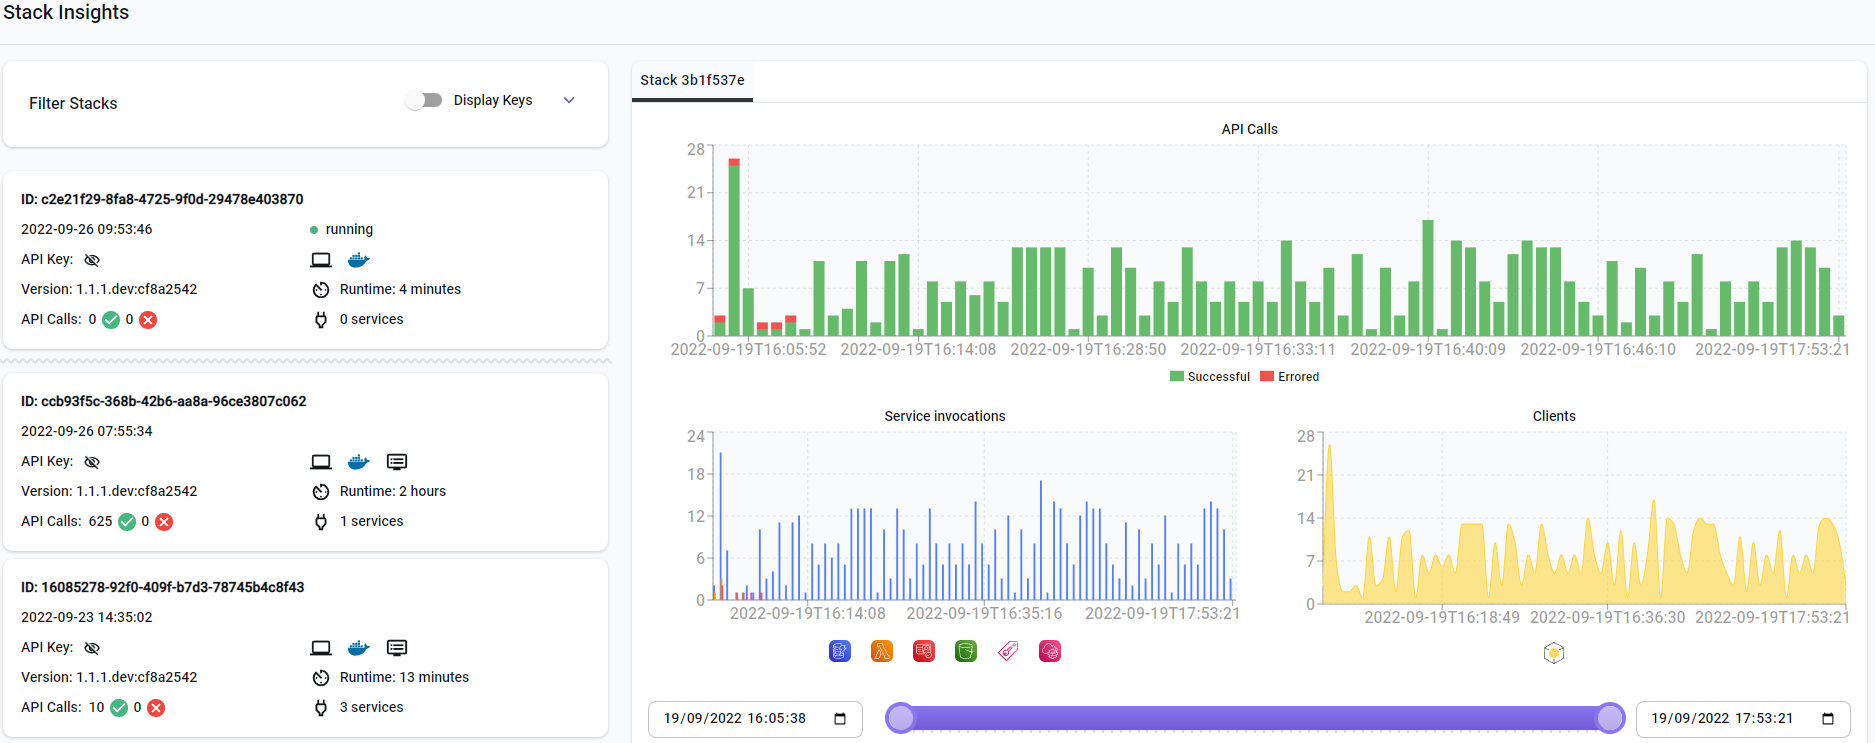 Stack Insights
Filter Stacks
Display Keys
ID: c2e21f29-8fa8-4725-9f0d-29478e403870
2022-09-26 09:53:46
running
API Key:
Version: 1.1.1.dev:cf8a2542
Runtime: 4 minutes
API Calls: 0 0
0 services
ID: ccb93f5c-368b-42b6-aa8a-96ce3807c062
2022-09-26 07:55:34
API Key:
Version: 1.1.1.dev:cf8a2542
Runtime: 2 hours
API Calls: 625 0
1 services
ID: 16085278-92f0-409f-b7d3-78745b4c8f43
2022-09-23 14:35:02
API Key:
Version: 1.1.1.dev:cf8a2542
Runtime: 13 minutes
API Calls: 10 0
3 services
Stack 3b1f537e
API Calls
28
21
14
7
0
2022-09-19T16:05:52 2022-09-19T16:14:08 2022-09-19T16:28:50 2022-09-19T16:33:11 2022-09-19T16:40:09 2022-09-19T16:46:10 2022-09-19T17:53:21
Successful Errored
Service invocations
24
18
12
6
0
2022-09-19T16:14:08 2022-09-19T16:35:16 2022-09-19T17:53:21
Clients
28
21
14
7
0
2022-09-19T16:18:49 2022-09-19T16:36:30 2022-09-19T17:53:21
19/09/2022 16:05:38
19/09/2022 17:53:21